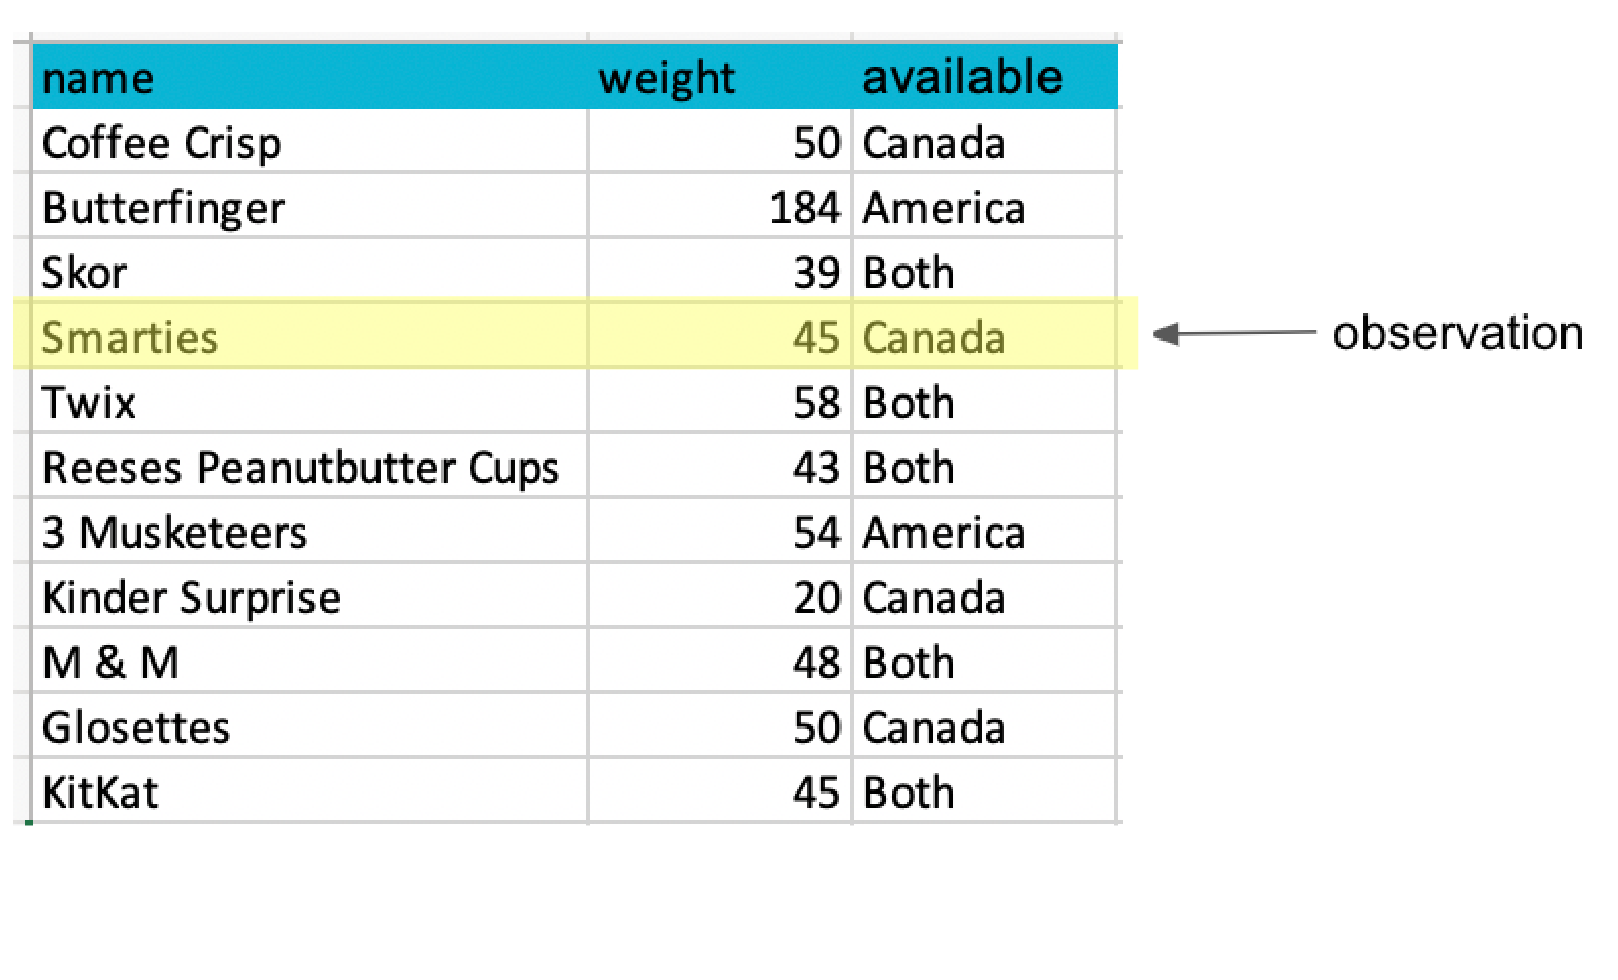 name weight available
Coffee Crisp 50 Canada
Butterfinger 184 America
Skor 39 Both
Smarties 45 Canada observation
Twix 58 Both
Reeses Peanutbutter Cups 43 Both
3 Musketeers 54 America
Kinder Surprise 20 Canada
M & M 48 Both
Glosettes 50 Canada
KitKat 45 Both